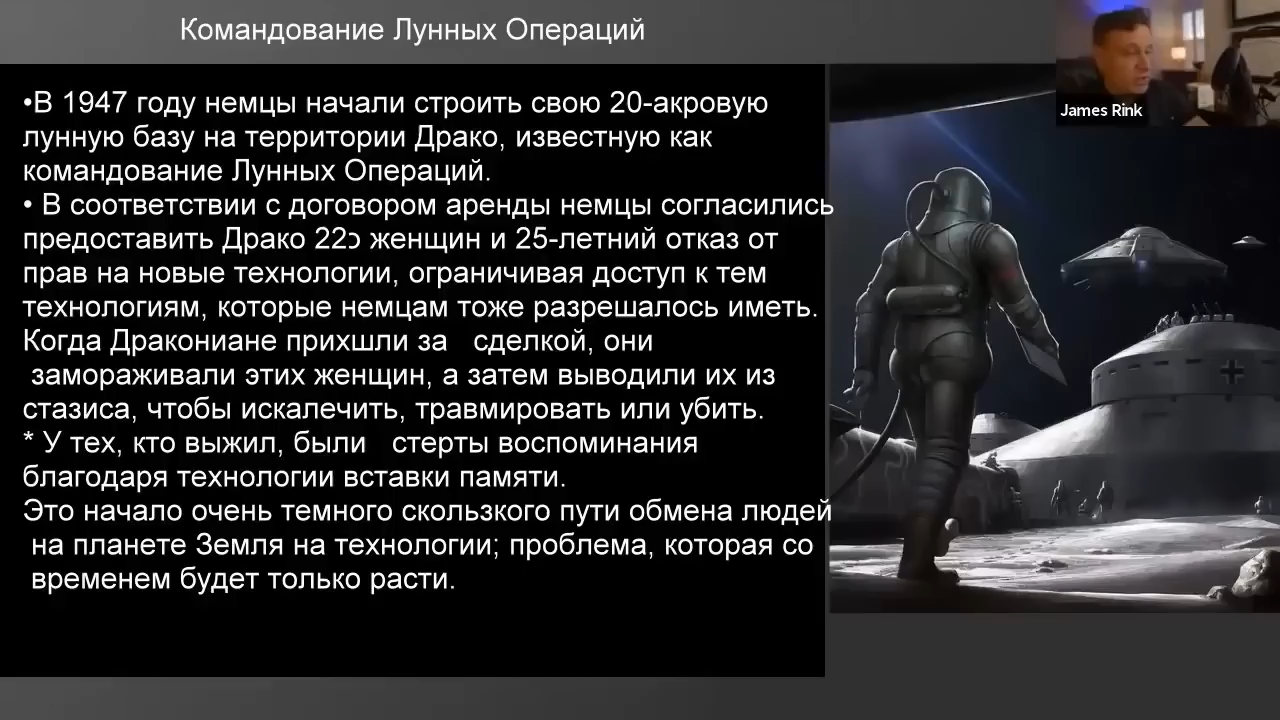 Командование Лунных Операций
James Rink
•В 1947 году немцы начали строить свою 20-акровую
лунную базу на территории Драко, известную как
командование Лунных Операций.
• В соответствии с договором аренды немцы согласились
предоставить Драко 22ɔ женщин и 25-летний отказ от
прав на новые технологии, ограничивая доступ к тем
технологиям, которые немцам тоже разрешалось иметь.
Когда Дракониане прихшли за сделкой, они
замораживали этих женщин, а затем выводили их из
стазиса, чтобы искалечить, травмировать или убить.
* У тех, кто выжил, были стерты воспоминания
благодаря технологии вставки памяти.
Это начало очень темного скользкого пути обмена людей
на планете Земля на технологии; проблема, которая со
временем будет только расти.